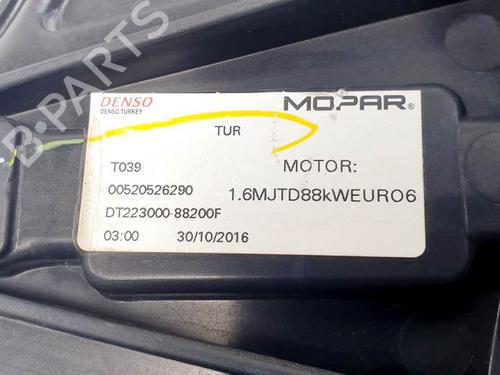 B-PARTS
DENSO
DENSO TURKEY
MOPAR®
TUR
T039
MOTOR:
00520526290
1.6MJTD88kWEURO6
DT223000-88200F
03:00 30/10/2016